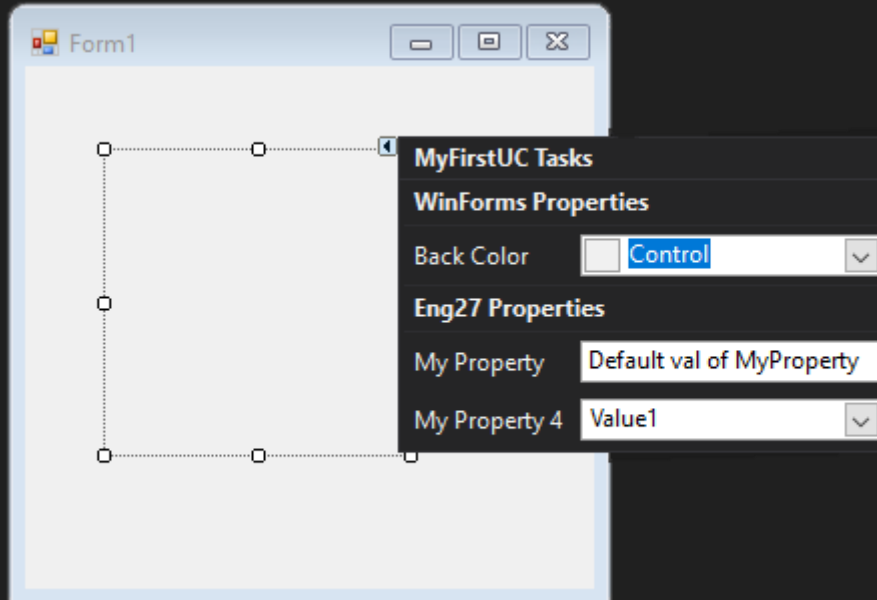 Form1
MyFirstUC Tasks
WinForms Properties
Back Color Control
Eng27 Properties
My Property Default val of MyProperty
My Property 4 Value1